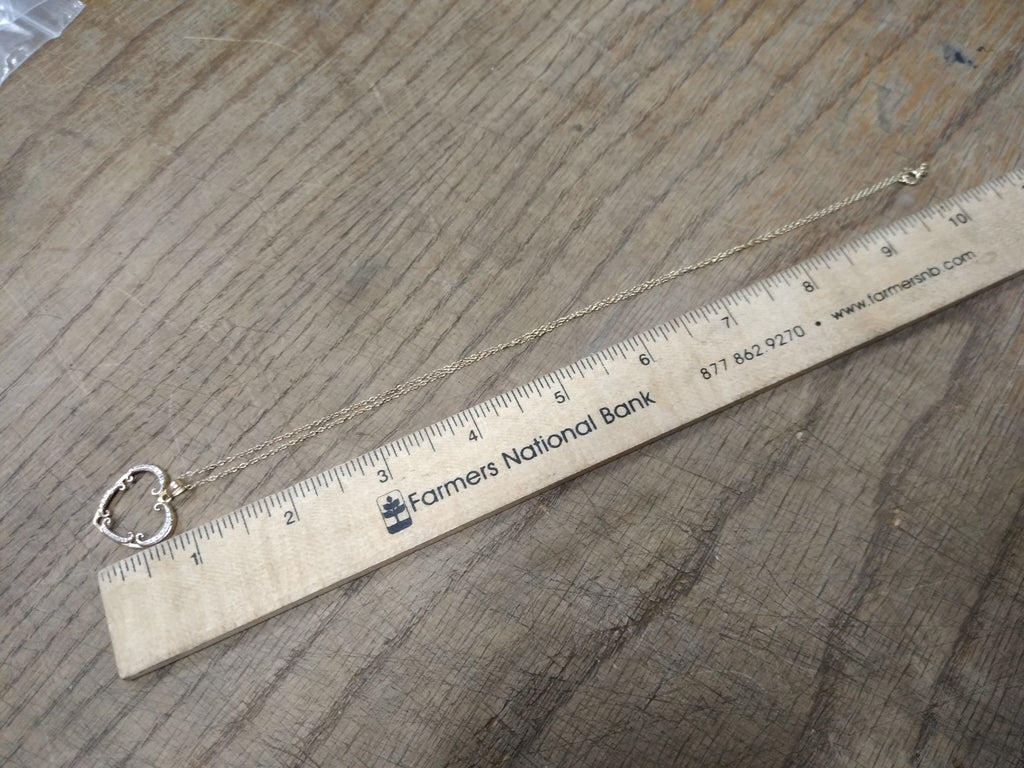 1 2 3 4 5 6 7 8 9 10
Farmers National Bank
877 862 9270 • www.farmersnb.com